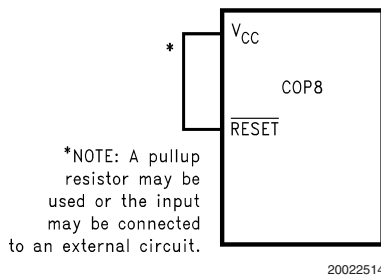 *
VCC
COP8
RESET
*NOTE: A pullup
resistor may be
used or the input
may be connected
to an external circuit.
20022514